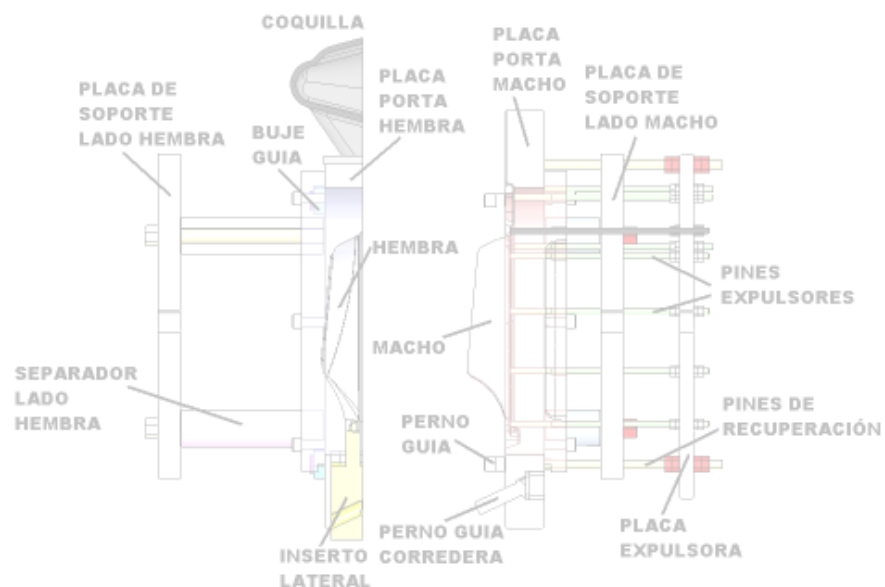 COQUILLA
PLACA DE
SOPORTE
LADO HEMBRA
BUJE
GUIA
PLACA
PORTA
HEMBRA
PLACA
PORTA
MACHO
PLACA DE
SOPORTE
LADO MACHO
HEMBRA
MACHO
PINES
EXPULSORES
SEPARADOR
LADO
HEMBRA
PERNO
GUIA
PINES DE
RECUPERACIÓN
INSERTO
LATERAL
PERNO GUIA
CORREDERA
PLACA
EXPULSORA